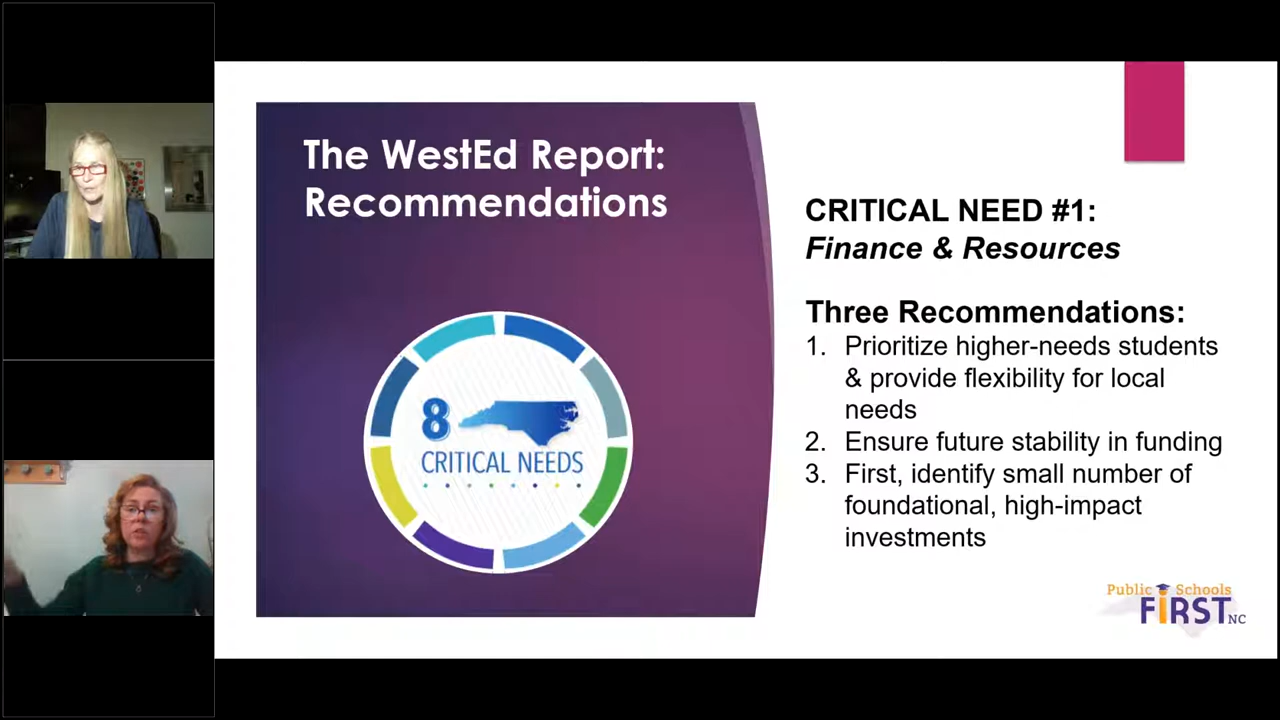 The WestEd Report:
Recommendations
8
CRITICAL NEEDS
CRITICAL NEED #1:
Finance & Resources
Three Recommendations:
1. Prioritize higher-needs students
& provide flexibility for local
needs
2. Ensure future stability in funding
3. First, identify small number of
foundational, high-impact
investments
Public Schools
FIRST NC